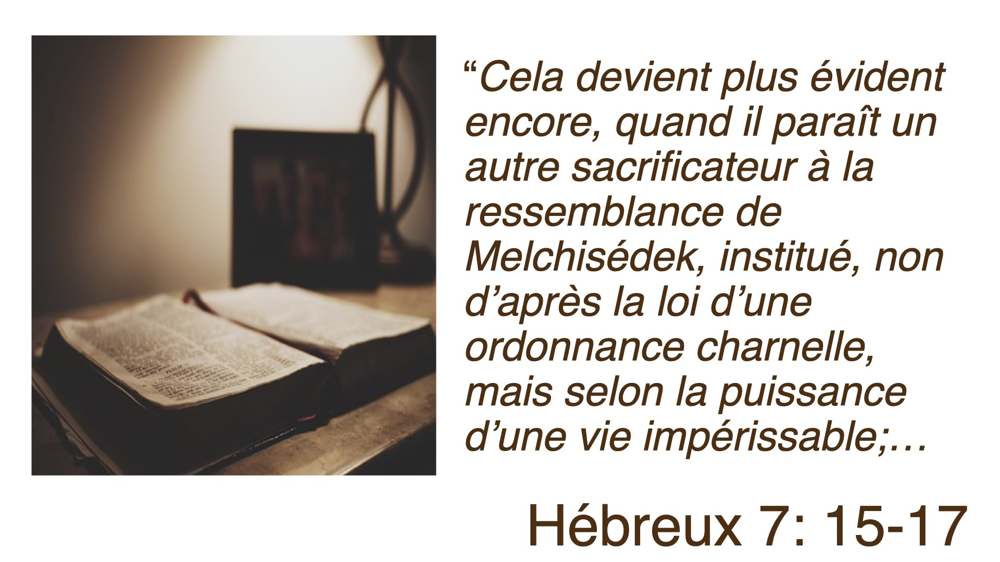 “Cela devient plus évident
encore, quand il paraît un
autre sacrificateur à la
ressemblance de
Melchisédek, institué, non
d’après la loi d’une
ordonnance charnelle,
mais selon la puissance
d’une vie impérissable;…
Hébreux 7: 15-17